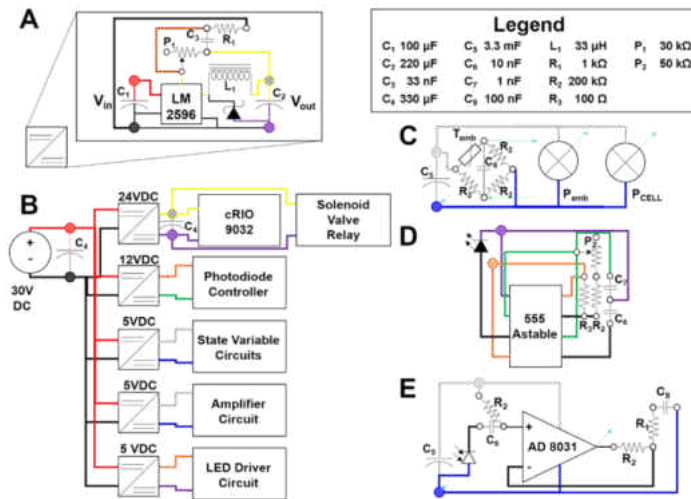 A
C3
R1
P1
C1
L1
C2
Vin
LM
2596
Vout
Legend
C1 100 µF C5 3.3 mF L1 33 µH P1 30 kΩ
C2 220 µF C6 10 nF R1 1 kΩ P2 50 kΩ
C3 33 nF C7 1 nF R2 200 kΩ
C4 330 µF C8 100 nF R3 100 Ω
B
24VDC
C4
cRIO
9032
Solenoid
Valve
Relay
C4
30V
DC
12VDC
Photodiode
Controller
5VDC
State Variable
Circuits
5VDC
Amplifier
Circuit
5 VDC
LED Driver
Circuit
C
Tamb
R2
C5
C8
R2
R2
Pamb
PCELL
D
P2
C7
555
Astable
R3
R2
C6
E
R2
C8
C5
C6
AD 8031
R1
R2